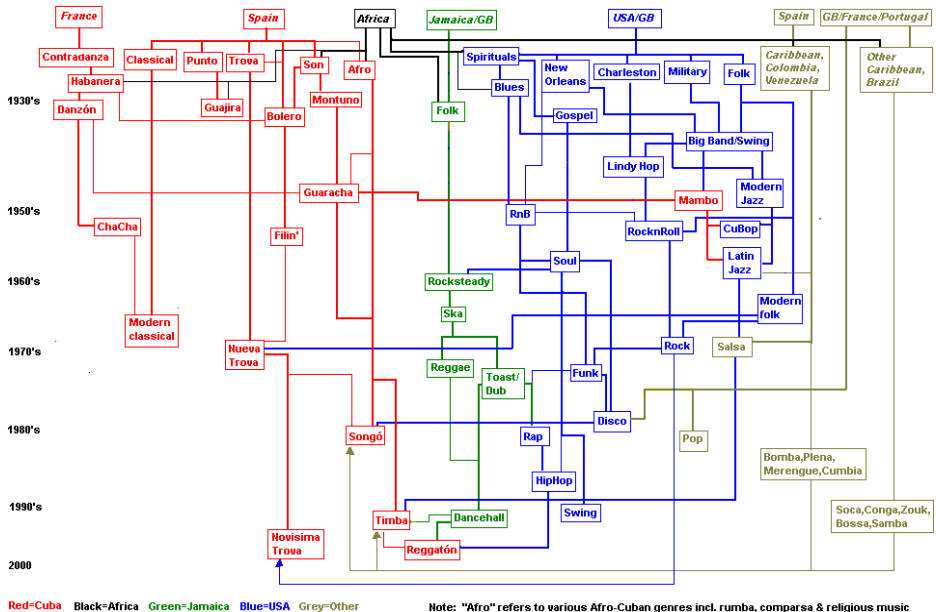 France
Spain
Africa
Jamaica/GB
USA/GB
Spain
GB/France/Portugal
Contradanza
Classical
Punto
Trova
Son
Afro
Spirituals
New
Orleans
Charleston
Military
Folk
Caribbean,
Colombia,
Venezuela
Other
Caribbean,
Brazil
Habanera
Blues
1930's
Danzón
Guajira
Montuno
Bolero
Folk
Gospel
Big Band/Swing
Lindy Hop
Modern
Jazz
Guaracha
Mambo
1950's
ChaCha
Filin'
RnB
RocknRoll
CuBop
Soul
Latin
Jazz
1960's
Rocksteady
Ska
Modern
folk
Modern
classical
1970's
Nueva
Trova
Reggae
Toast/
Dub
Funk
Rock
Salsa
1980's
Songó
Rap
Disco
Pop
Bomba,Plena,
Merengue,Cumbia
HipHop
1990's
Timba
Dancehall
Swing
Soca,Conga,Zouk,
Bossa,Samba
Novisima
Trova
Reggatón
2000
Red=Cuba Black=Africa Green=Jamaica Blue=USA Grey=Other
Note: "Afro" refers to various Afro-Cuban genres incl. rumba, comparsa & religious music